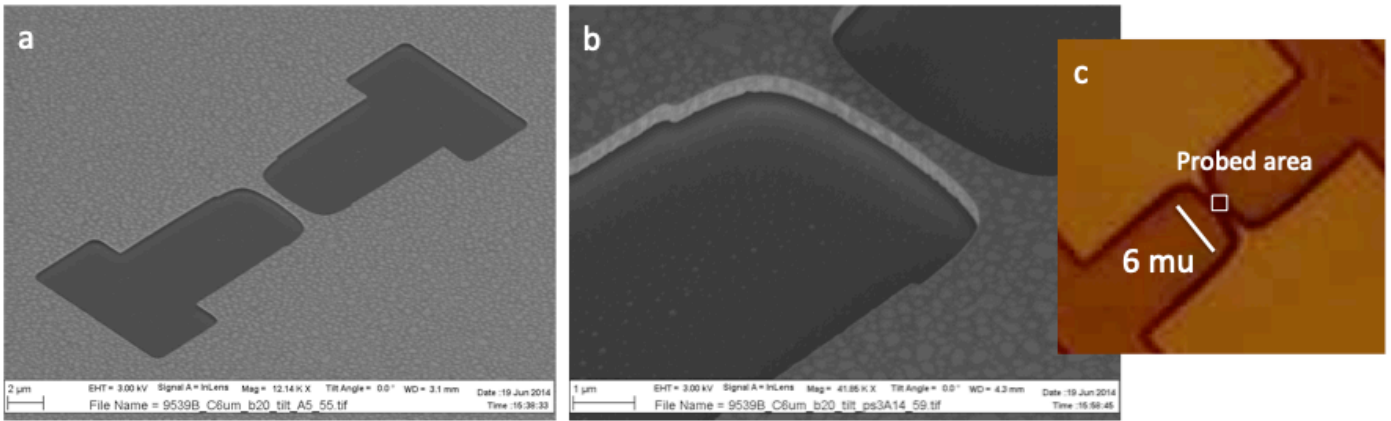 a
2 µm
EHT = 3.00 kV Signal A = InLens Mag = 12.14 K X Tilt Angle = 0.0 ° WD = 3.1 mm Date :19 Jun 2014
File Name = 9539B_C6um_b20_tilt_A5_55.tif Time :15:38:33
b
1 µm
EHT = 3.00 kV Signal A = InLens Mag = 41.85 K X Tilt Angle = 0.0 ° WD = 4.3 mm Date :19 Jun 2014
File Name = 9539B_C6um_b20_tilt_ps3A14_59.tif Time :15:58:45
c
Probed area
6 mu